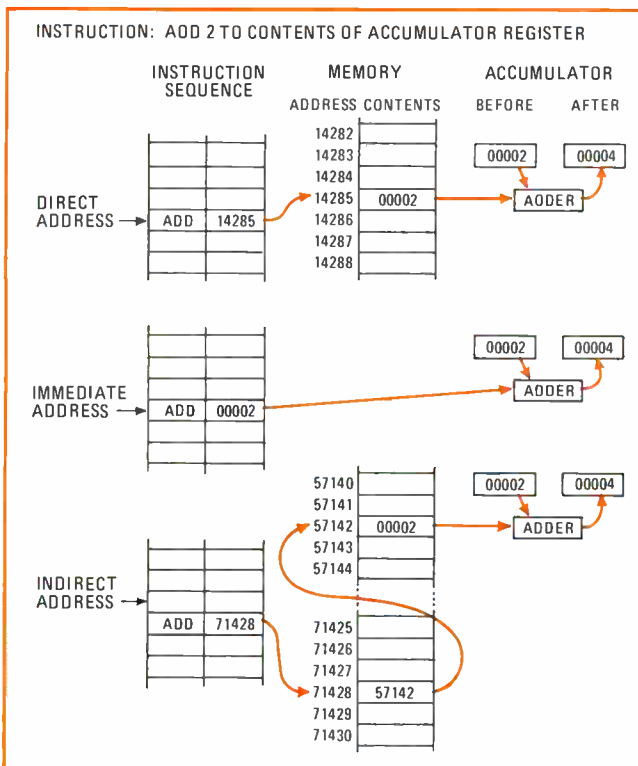 INSTRUCTION: ADD 2 TO CONTENTS OF ACCUMULATOR REGISTER
INSTRUCTION SEQUENCE
MEMORY
ADDRESS CONTENTS
ACCUMULATOR
BEFORE AFTER
DIRECT ADDRESS
ADD 14285
14282
14283
14284
14285 00002
14286
14287
14288
00002 00004
ADDER
IMMEDIATE ADDRESS
ADD 00002
00002 00004
ADDER
INDIRECT ADDRESS
ADD 71428
57140
57141
57142 00002
57143
57144
71425
71426
71427
71428 57142
71429
71430
00002 00004
ADDER